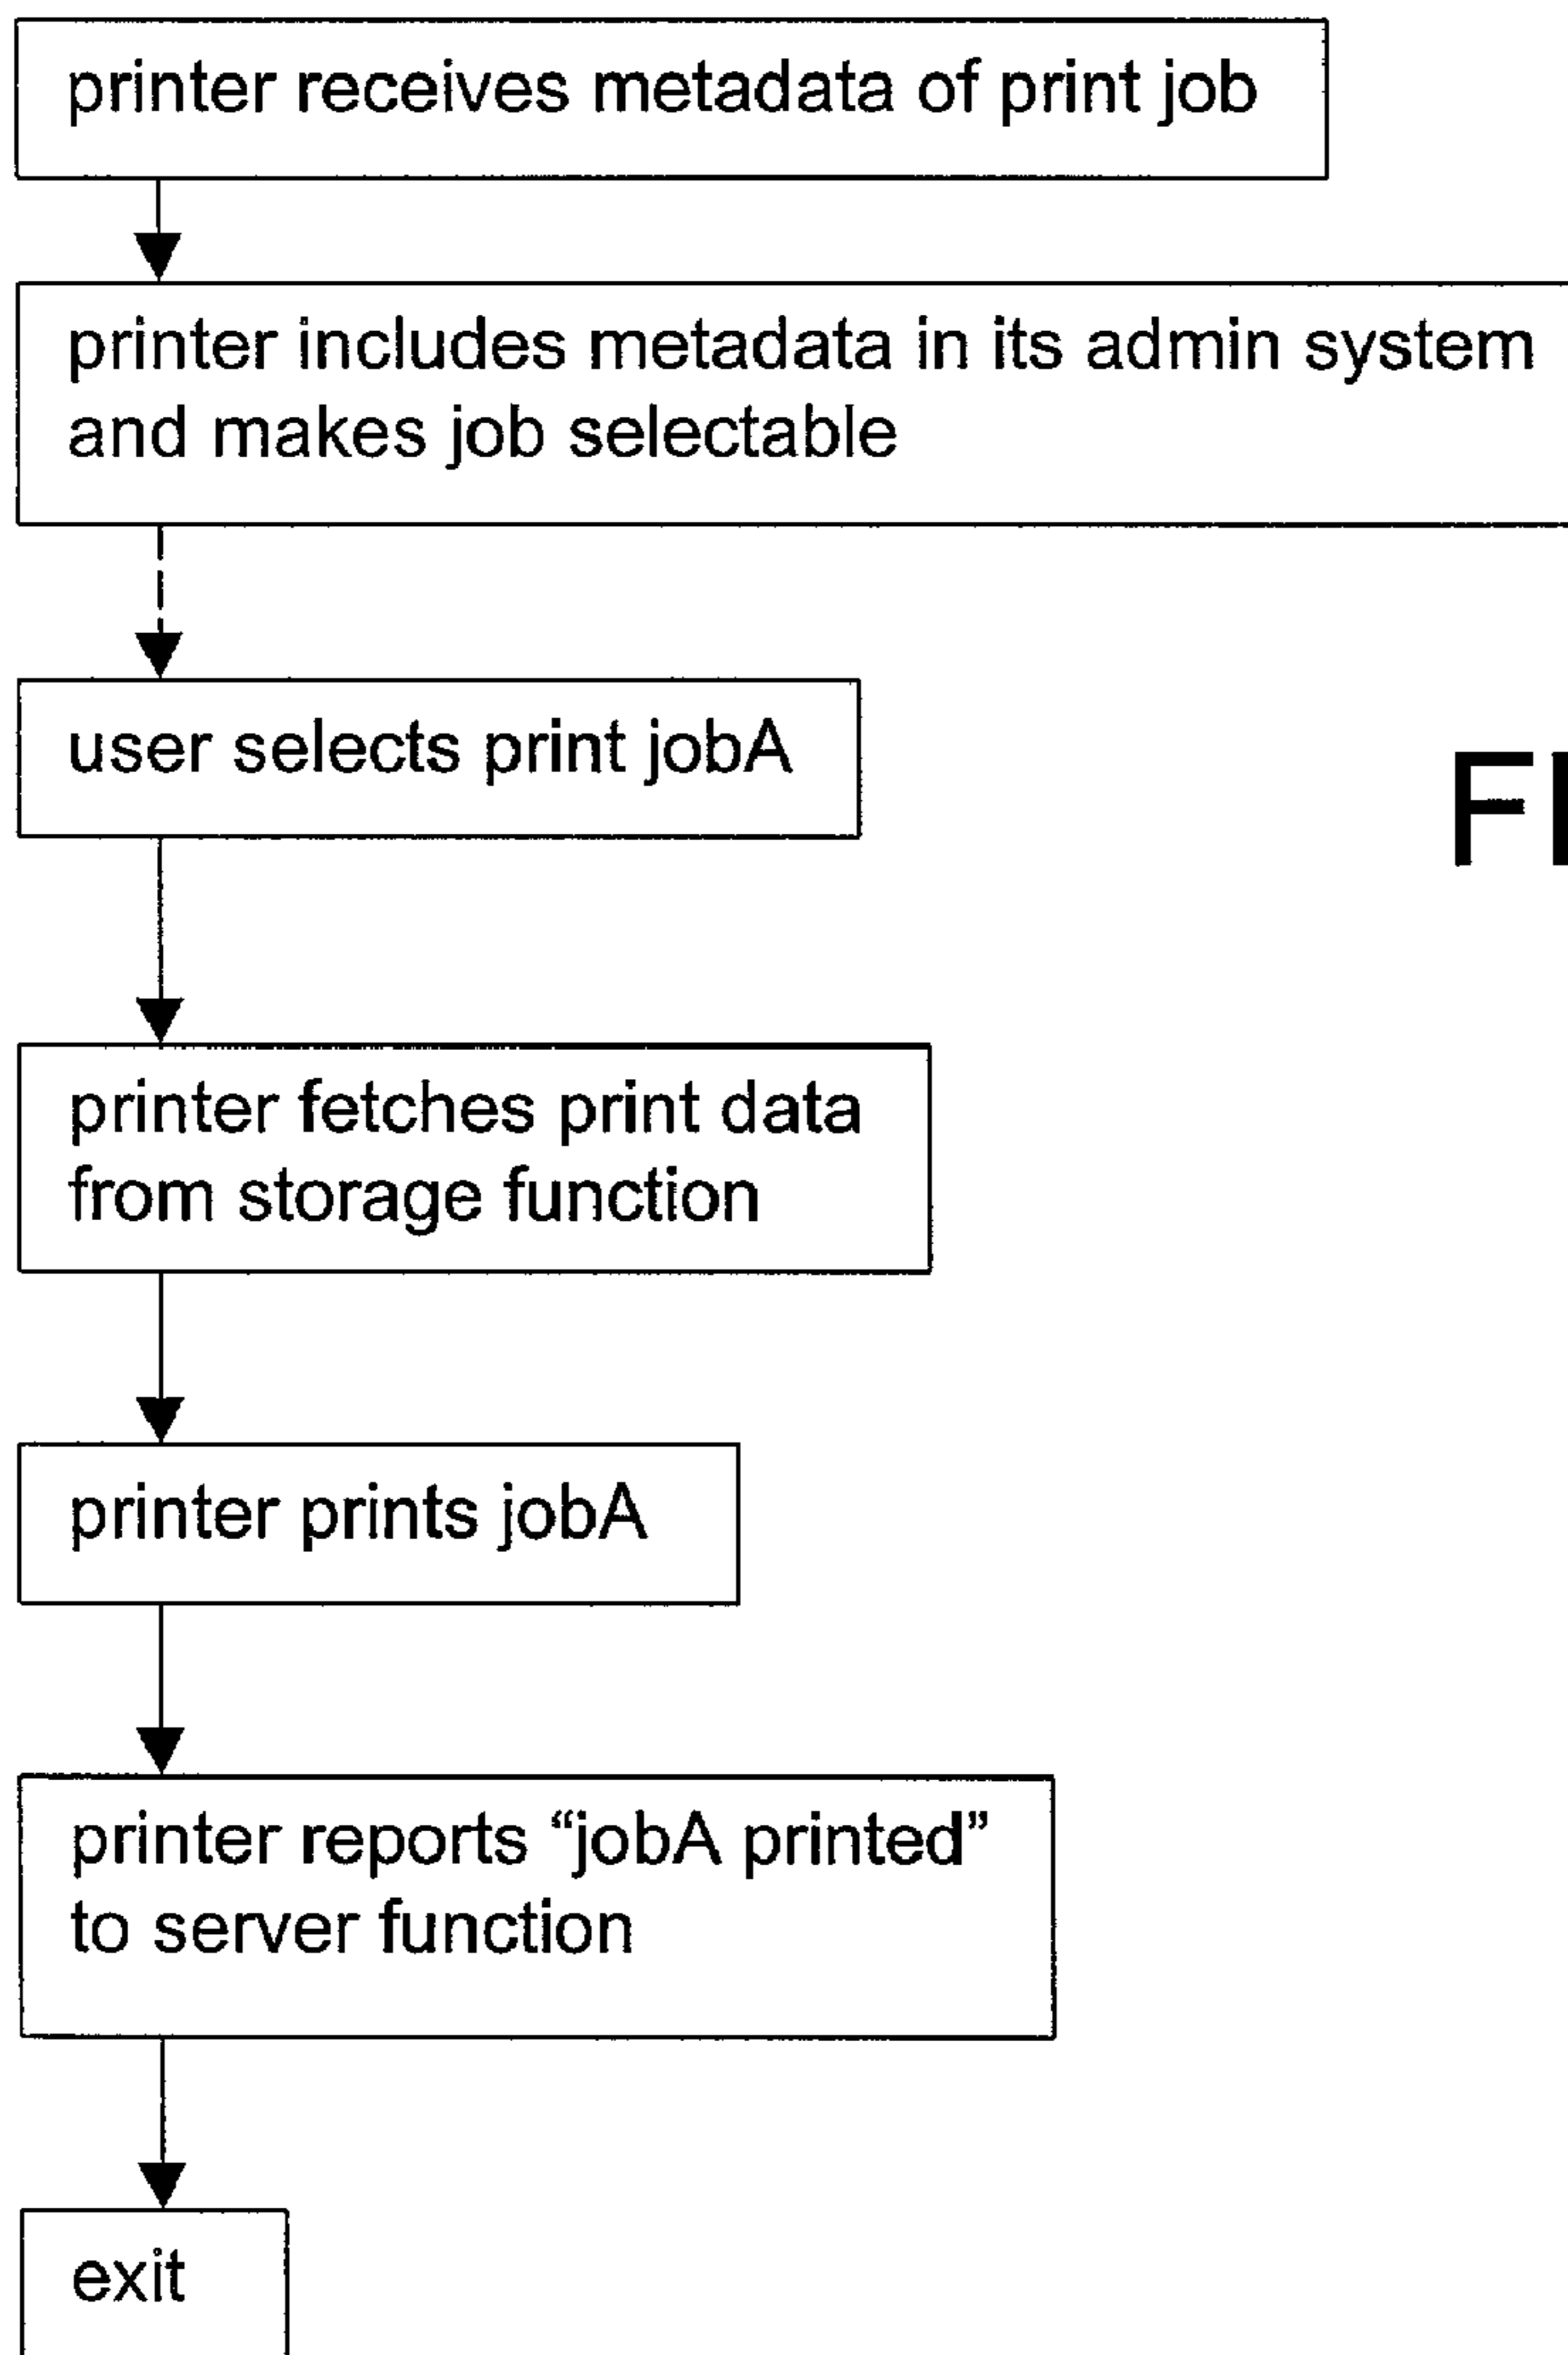 printer receives metadata of print job
printer includes metadata in its admin system
and makes job selectable
user selects print jobA
FI
printer fetches print data
from storage function
printer prints jobA
printer reports “jobA printed”
to server function
exit